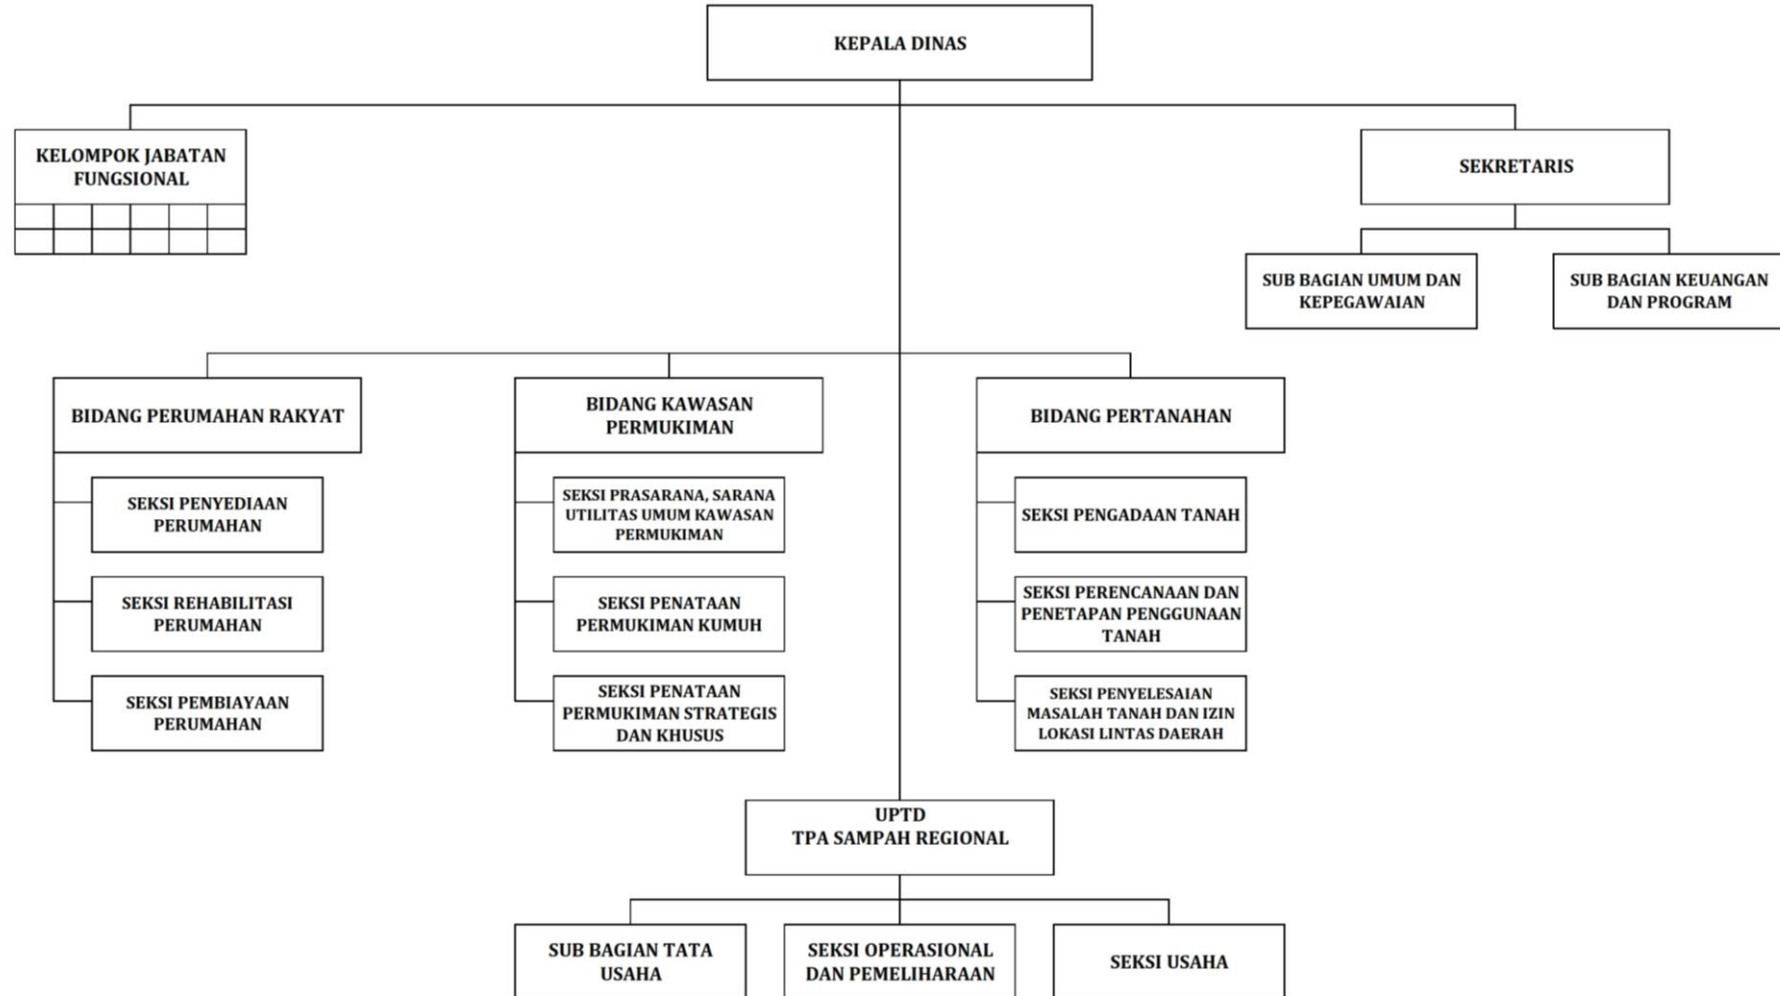 KEPALA DINAS
KELOMPOK JABATAN
FUNGSIONAL
SEKRETARIS
SUB BAGIAN UMUM DAN
KEPEGAWAIAN
SUB BAGIAN KEUANGAN
DAN PROGRAM
BIDANG PERUMAHAN RAKYAT
SEKSI PENYEDIAAN
PERUMAHAN
SEKSI REHABILITASI
PERUMAHAN
SEKSI PEMBIAYAAN
PERUMAHAN
BIDANG KAWASAN
PERMUKIMAN
SEKSI PRASARANA, SARANA
UTILITAS UMUM KAWASAN
PERMUKIMAN
SEKSI PENATAAN
PERMUKIMAN KUMUH
SEKSI PENATAAN
PERMUKIMAN STRATEGIS
DAN KHUSUS
BIDANG PERTANAHAN
SEKSI PENGADAAN TANAH
SEKSI PERENCANAAN DAN
PENETAPAN PENGGUNAAN
TANAH
SEKSI PENYELESAIAN
MASALAH TANAH DAN IZIN
LOKASI LINTAS DAERAH
UPTD
TPA SAMPAH REGIONAL
SUB BAGIAN TATA
USAHA
SEKSI OPERASIONAL
DAN PEMELIHARAAN
SEKSI USAHA